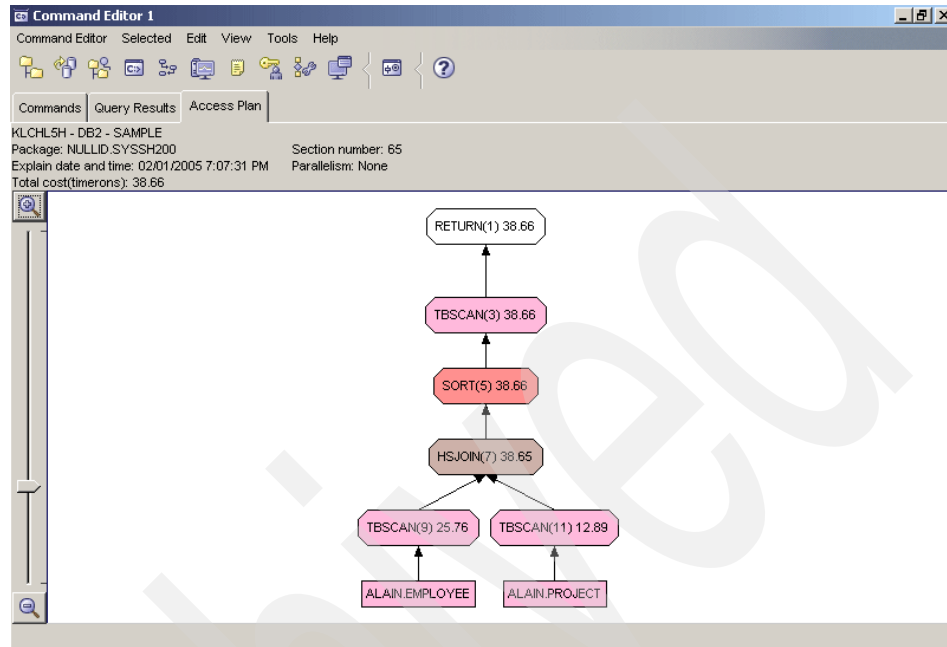 Command Editor 1
Command Editor Selected Edit View Tools Help
Commands Query Results Access Plan
KLCHL5H - DB2 - SAMPLE
Package: NULLID.SYSSH200 Section number: 65
Explain date and time: 02/01/2005 7:07:31 PM Parallelism: None
Total cost(timerons): 38.66
RETURN(1) 38.66
TBSCAN(3) 38.66
SORT(5) 38.66
HSJOIN(7) 38.65
TBSCAN(9) 25.76 TBSCAN(11) 12.89
ALAIN.EMPLOYEE ALAIN.PROJECT